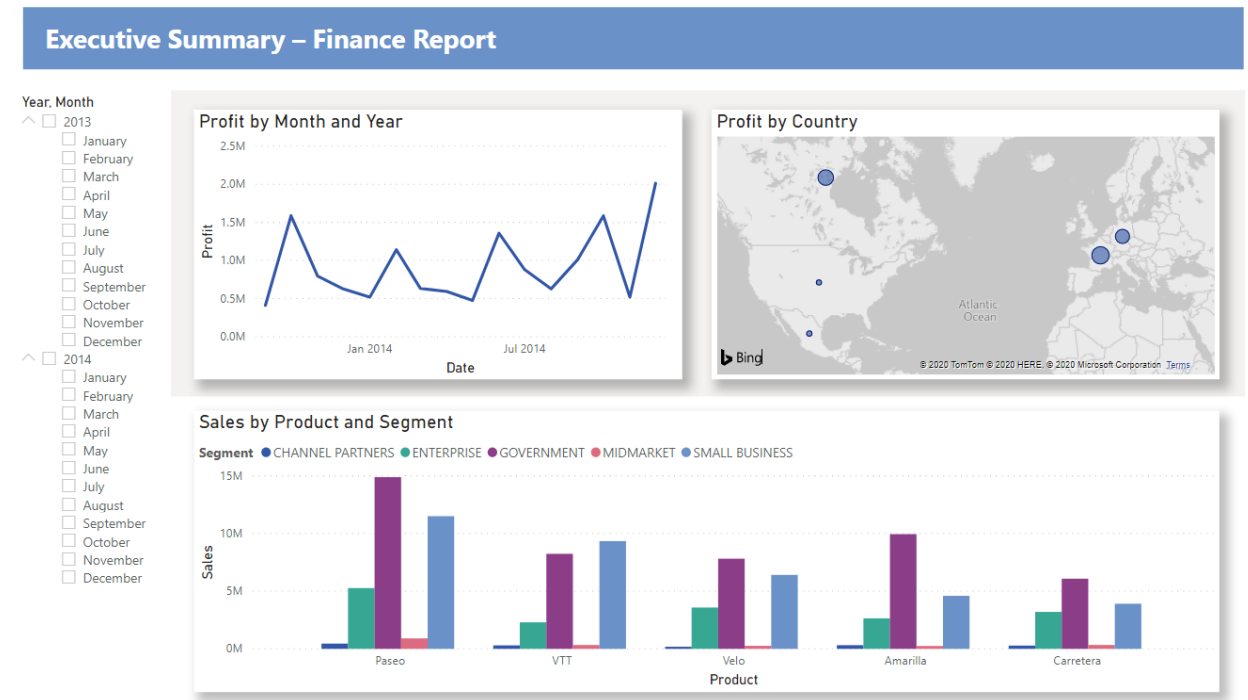 Executive Summary – Finance Report
Year, Month
2013
January
February
March
April
May
June
July
August
September
October
November
December
2014
January
February
March
April
May
June
July
August
September
October
November
December
Profit by Month and Year
2.5M
2.0M
1.5M
1.0M
0.5M
0.0M
Profit
Jan 2014 Jul 2014
Date
Profit by Country
Atlantic
Ocean
Bing
© 2020 TomTom © 2020 HERE, © 2020 Microsoft Corporation Terms
Sales by Product and Segment
Segment CHANNEL PARTNERS ENTERPRISE GOVERNMENT MIDMARKET SMALL BUSINESS
15M
10M
5M
0M
Sales
Paseo VTT Velo Amarilla Carretera
Product